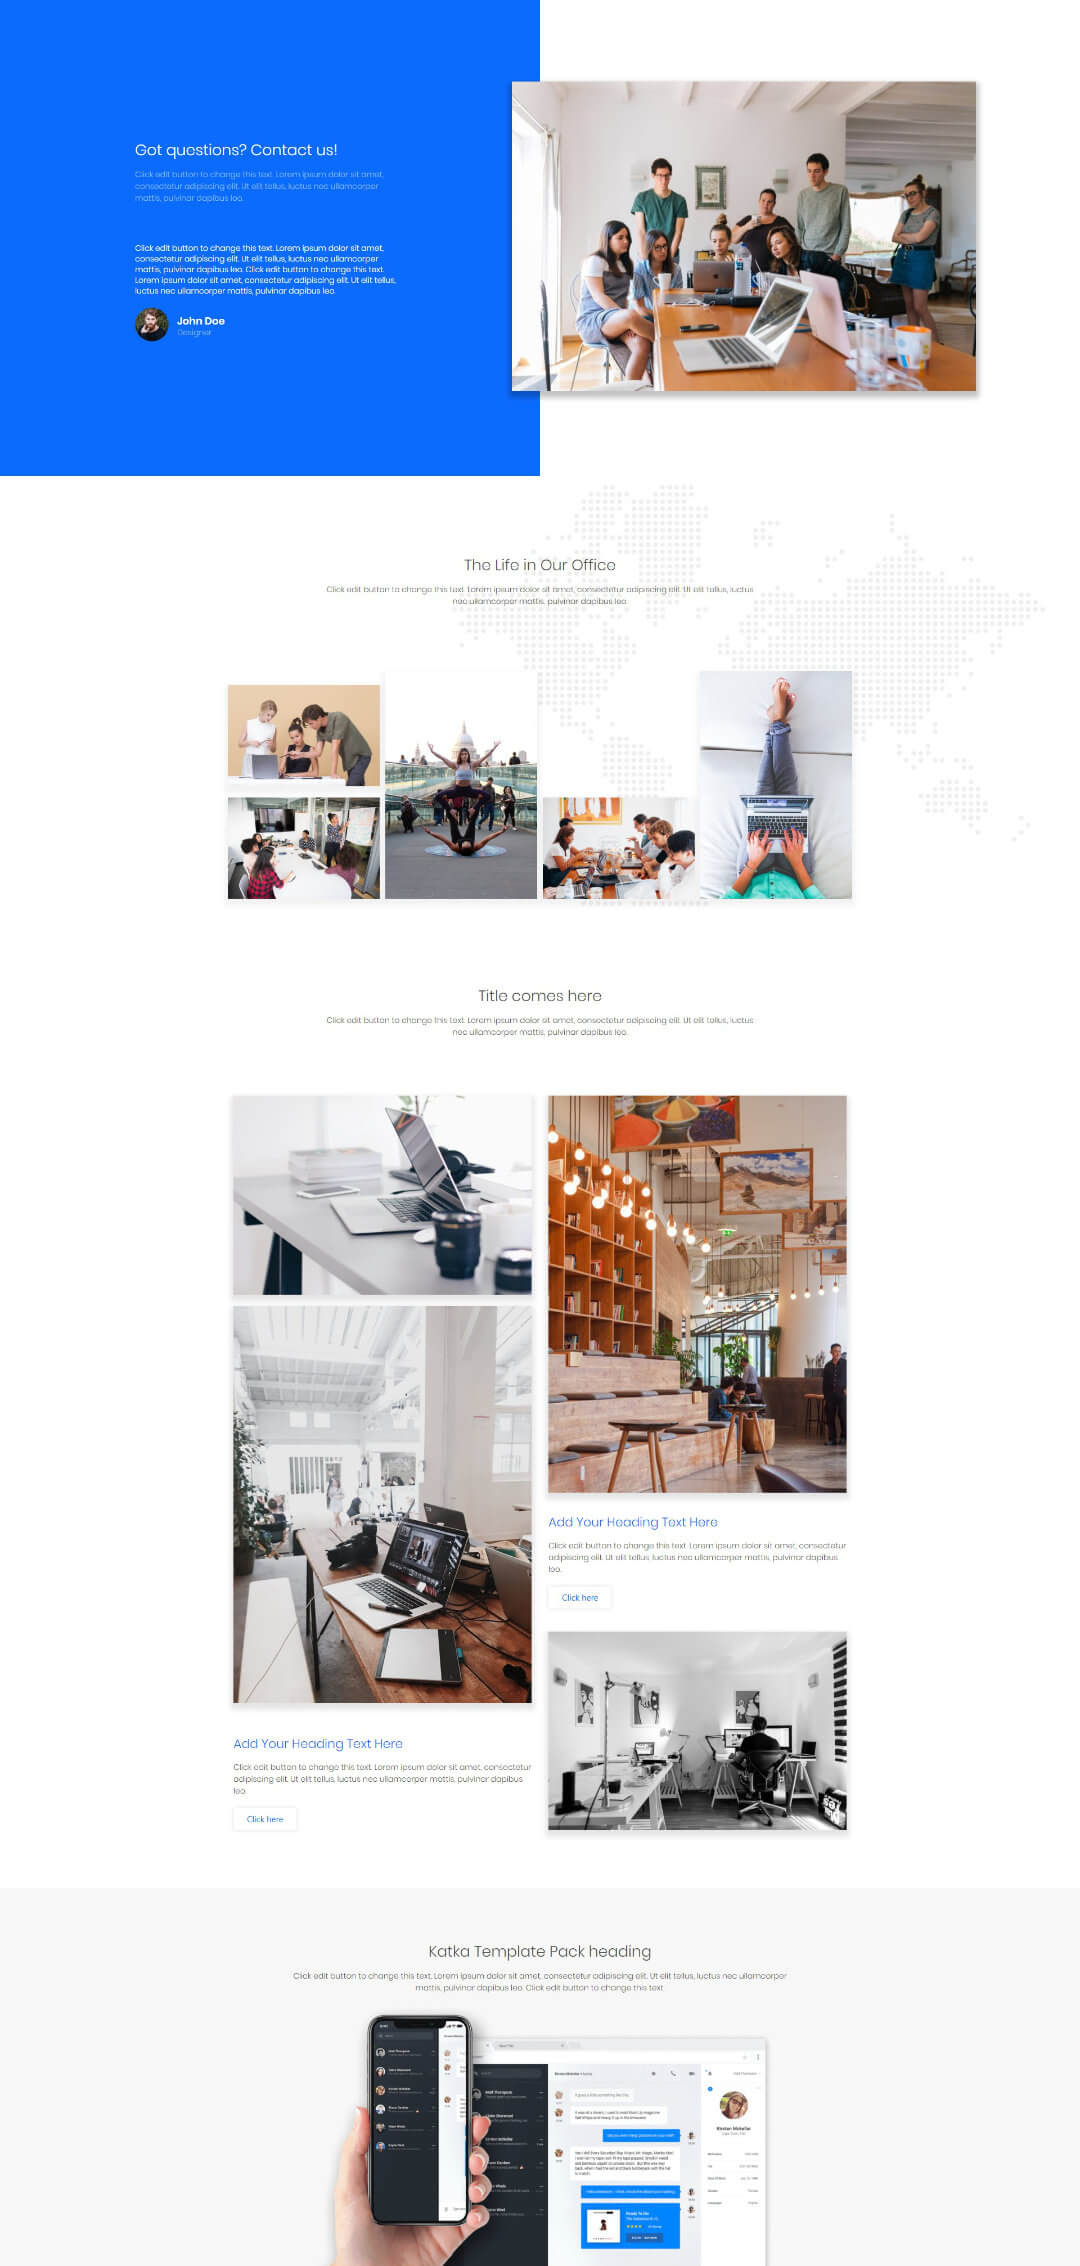 Got questions? Contact us!
Click edit button to change this text. Lorem ipsum dolor sit amet,
consectetur adipiscing elit. Ut elit tellus, luctus nec ullamcorper
mattis, pulvinar dapibus leo.
Click edit button to change this text. Lorem ipsum dolor sit amet,
consectetur adipiscing elit. Ut elit tellus, luctus nec ullamcorper
mattis, pulvinar dapibus leo. Click edit button to change this text.
Lorem ipsum dolor sit amet, consectetur adipiscing elit. Ut elit tellus,
luctus nec ullamcorper mattis, pulvinar dapibus leo.
John Doe
Designer
The Life in Our Office
Click edit button to change this text. Lorem ipsum dolor sit amet, consectetur adipiscing elit. Ut elit tellus, luctus
nec ullamcorper mattis, pulvinar dapibus leo.
Title comes here
Click edit button to change this text. Lorem ipsum dolor sit amet, consectetur adipiscing elit. Ut elit tellus, luctus
nec ullamcorper mattis, pulvinar dapibus leo.
Add Your Heading Text Here
Click edit button to change this text. Lorem ipsum dolor sit amet, consectetur
adipiscing elit. Ut elit tellus, luctus nec ullamcorper mattis, pulvinar dapibus
leo.
Click here
Add Your Heading Text Here
Click edit button to change this text. Lorem ipsum dolor sit amet, consectetur
adipiscing elit. Ut elit tellus, luctus nec ullamcorper mattis, pulvinar dapibus
leo.
Click here
Katka Template Pack heading
Click edit button to change this text. Lorem ipsum dolor sit amet, consectetur adipiscing elit. Ut elit tellus, luctus nec ullamcorper
mattis, pulvinar dapibus leo. Click edit button to change this text.